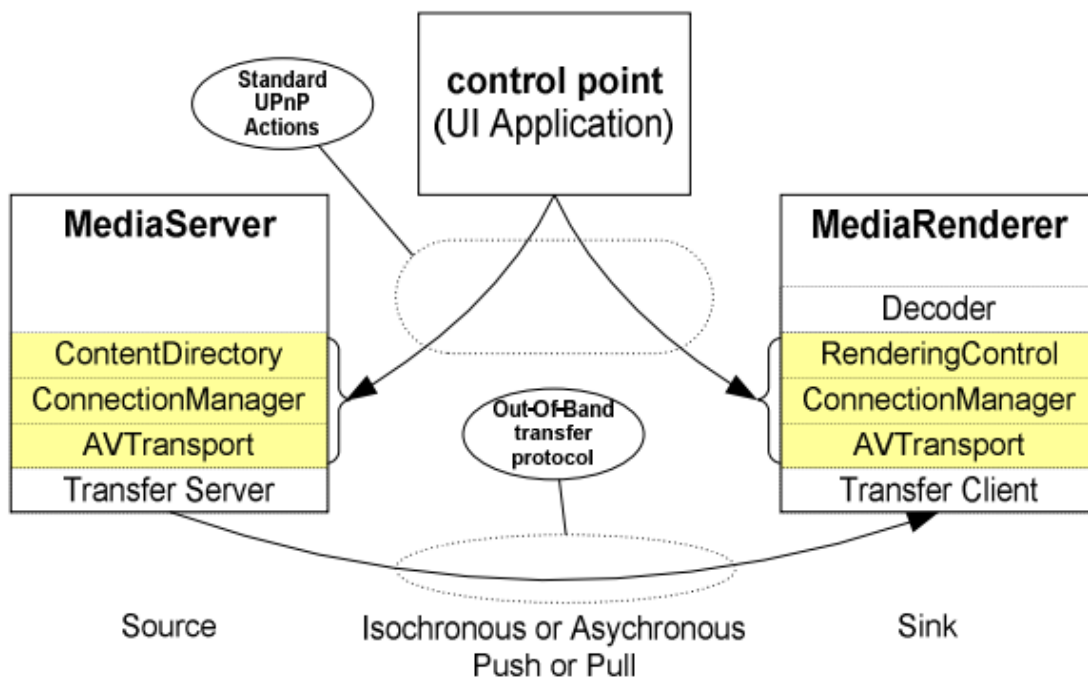 control point
(UI Application)
Standard
UPnP
Actions
MediaServer
ContentDirectory
ConnectionManager
AVTransport
Transfer Server
MediaRenderer
Decoder
RenderingControl
ConnectionManager
AVTransport
Transfer Client
Out-Of-Band
transfer
protocol
Source
Isochronous or Asychronous
Push or Pull
Sink